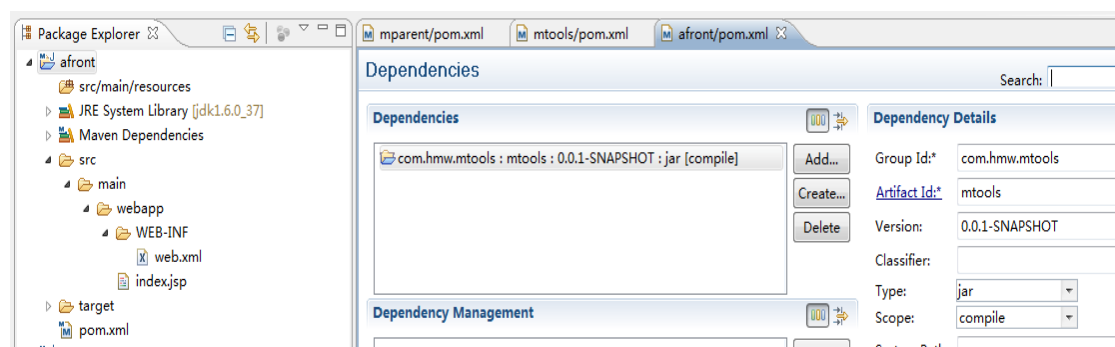 Package Explorer
afront
src/main/resources
JRE System Library [jdk1.6.0_37]
Maven Dependencies
src
main
webapp
WEB-INF
web.xml
index.jsp
target
pom.xml
mparent/pom.xml
mtools/pom.xml
afront/pom.xml
Dependencies
Search:
Dependencies
com.hmw.mtools : mtools : 0.0.1-SNAPSHOT : jar [compile]
Add...
Create...
Delete
Dependency Management
Dependency Details
Group Id:* com.hmw.mtools
Artifact Id:* mtools
Version: 0.0.1-SNAPSHOT
Classifier:
Type: jar
Scope: compile